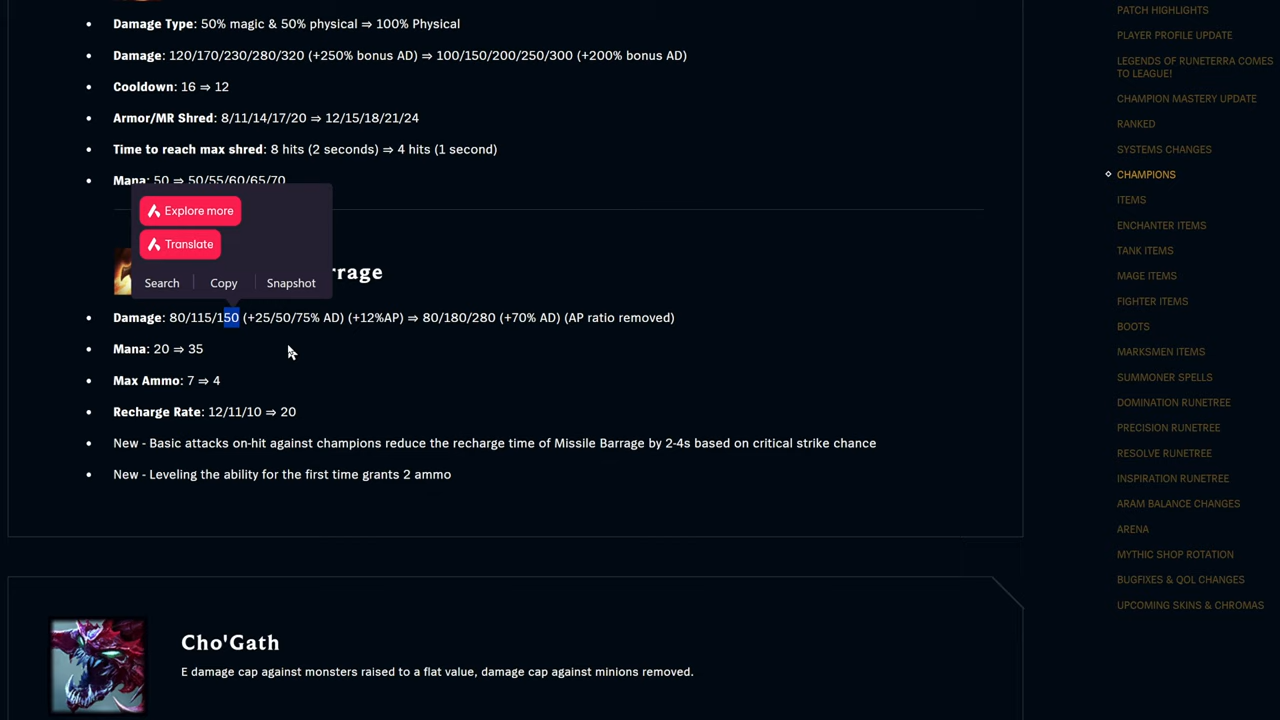 Damage Type: 50% magic & 50% physical ⇒ 100% Physical
Damage: 120/170/230/280/320 (+250% bonus AD) ⇒ 100/150/200/250/300 (+200% bonus AD)
Cooldown: 16 ⇒ 12
Armor/MR Shred: 8/11/14/17/20 ⇒ 12/15/18/21/24
Time to reach max shred: 8 hits (2 seconds) ⇒ 4 hits (1 second)
Mana: 50 ⇒ 50/55/60/65/70
Explore more
Translate
Search
Copy
Snapshot
rrage
Damage: 80/115/150 (+25/50/75% AD) (+12%AP) ⇒ 80/180/280 (+70% AD) (AP ratio removed)
Mana: 20 ⇒ 35
Max Ammo: 7 ⇒ 4
Recharge Rate: 12/11/10 ⇒ 20
New - Basic attacks on-hit against champions reduce the recharge time of Missile Barrage by 2-4s based on critical strike chance
New - Leveling the ability for the first time grants 2 ammo
Cho'Gath
E damage cap against monsters raised to a flat value, damage cap against minions removed.
PATCH HIGHLIGHTS
PLAYER PROFILE UPDATE
LEGENDS OF RUNETERRA COMES
TO LEAGUE!
CHAMPION MASTERY UPDATE
RANKED
SYSTEMS CHANGES
CHAMPIONS
ITEMS
ENCHANTER ITEMS
TANK ITEMS
MAGE ITEMS
FIGHTER ITEMS
BOOTS
MARKSMEN ITEMS
SUMMONER SPELLS
DOMINATION RUNETREE
PRECISION RUNETREE
RESOLVE RUNETREE
INSPIRATION RUNETREE
ARAM BALANCE CHANGES
ARENA
MYTHIC SHOP ROTATION
BUGFIXES & QOL CHANGES
UPCOMING SKINS & CHROMAS